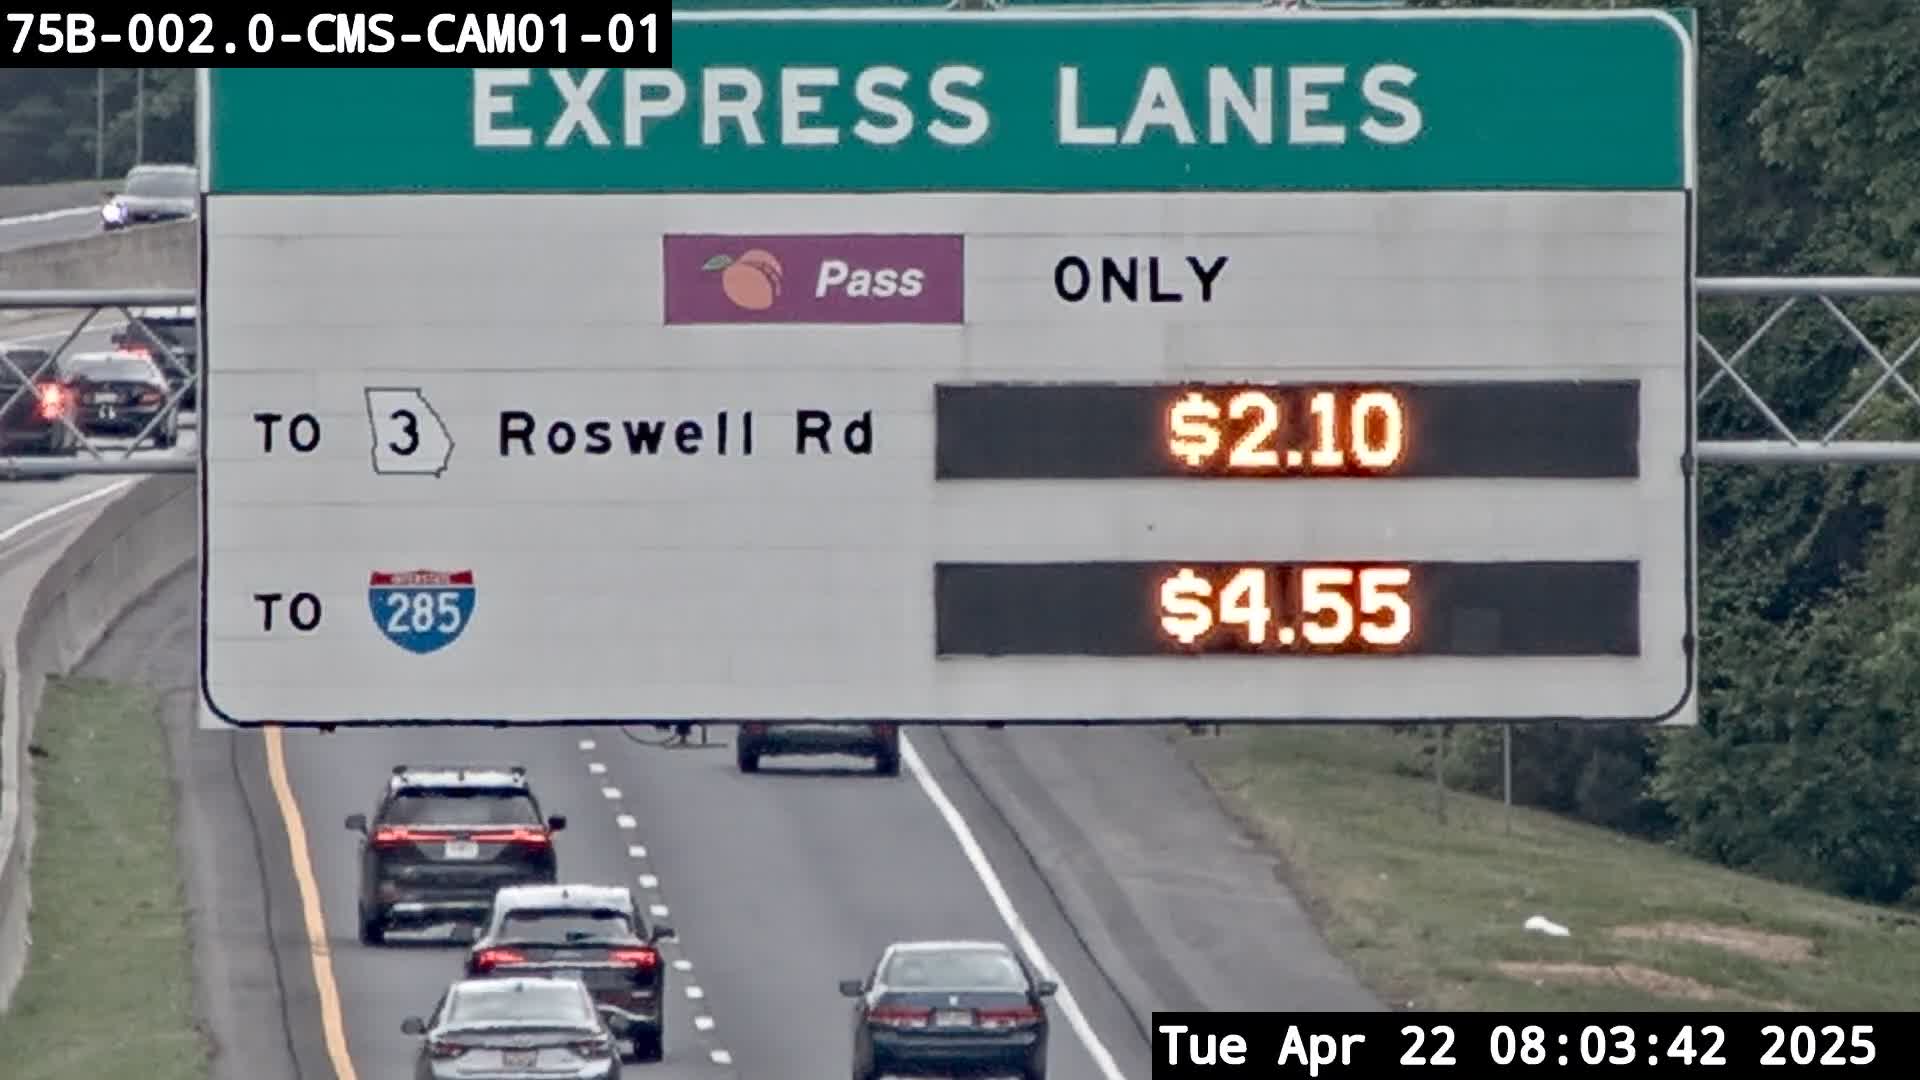 75B-002.0-CMS-CAM01-01
EXPRESS LANES
Pass ONLY
TO 3 Roswell Rd $2.10
TO 285 $4.55
Tue Apr 22 08:03:42 2025